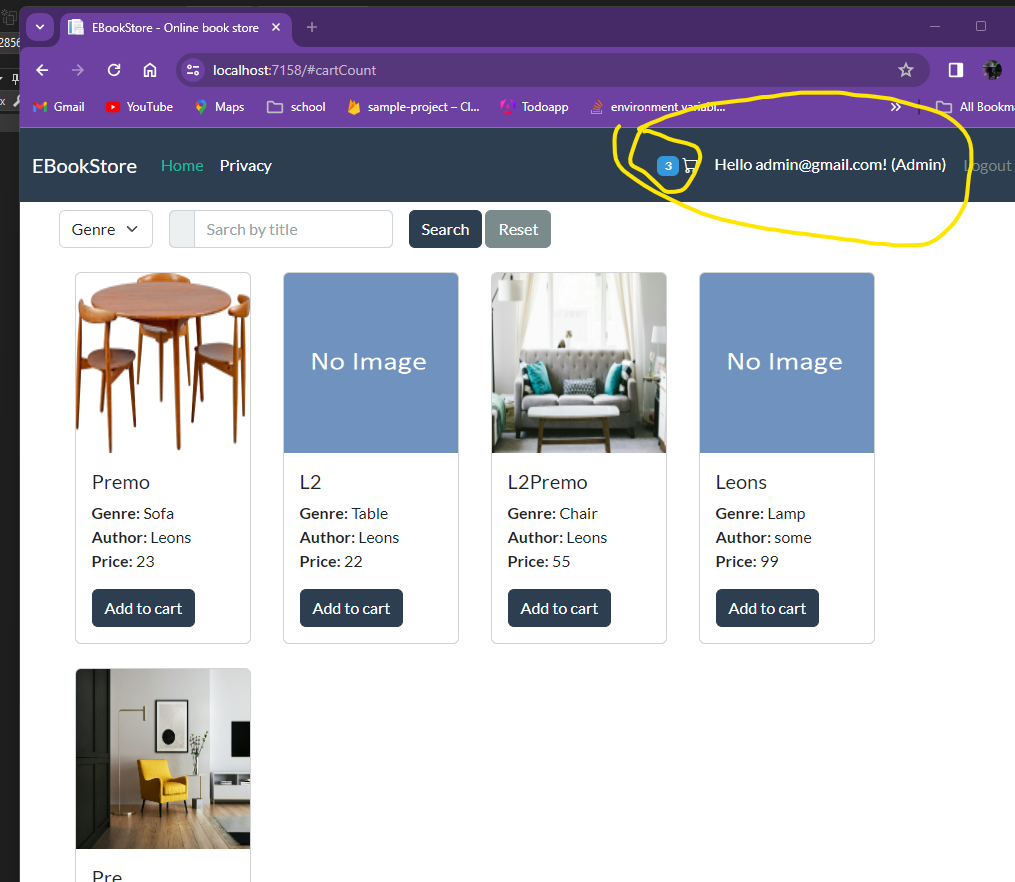 2856
EBookStore - Online book store
localhost:7158/#cartCount
Gmail YouTube Maps school sample-project – Cl... Todoapp environment variabl... » All Bookm
EBookStore Home Privacy 3 Hello admin@gmail.com! (Admin) Logout
Genre Sarch by title Search Reset
No Image No Image
Premo L2 L2Premo Leons
Genre: Sofa Genre: Table Genre: Chair Genre: Lamp
Author: Leons Author: Leons Author: Leons Author: some
Price: 23 Price: 22 Price: 55 Price: 99
Add to cart Add to cart Add to cart Add to cart
Pre